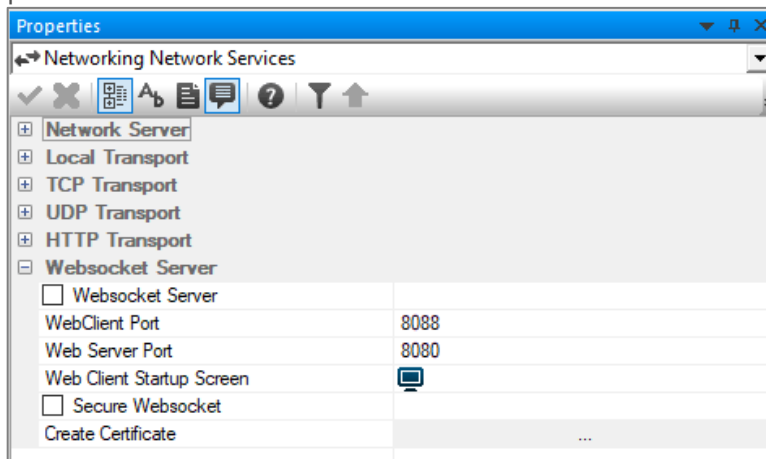 Properties
Networking Network Services
Network Server
Local Transport
TCP Transport
UDP Transport
HTTP Transport
Websocket Server
Websocket Server
WebClient Port 8088
Web Server Port 8080
Web Client Startup Screen
Secure Websocket
Create Certificate ...